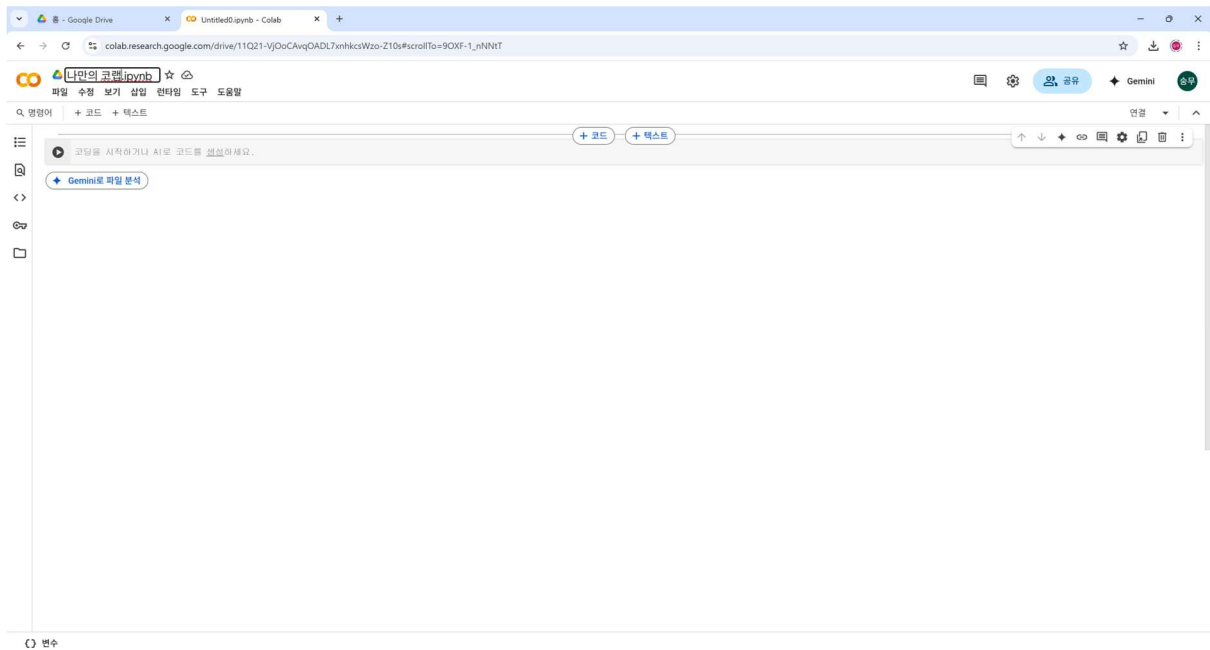 홈 - Google Drive
Untitled0.ipynb - Colab
colab.research.google.com/drive/11Q21-VjOoCAvqOADL7xnhkcsWzo-Z10s#scrollTo=9OXF-1_nNNtT
CO 나만의 코랩.ipynb
공유
Gemini
승무
파일 수정 보기 삽입 런타임 도구 도움말
명령어 + 코드 + 텍스트
연결
+ 코드 + 텍스트
코딩을 시작하거나 AI로 코드를 생성하세요.
Gemini로 파일 분석
{} 변수